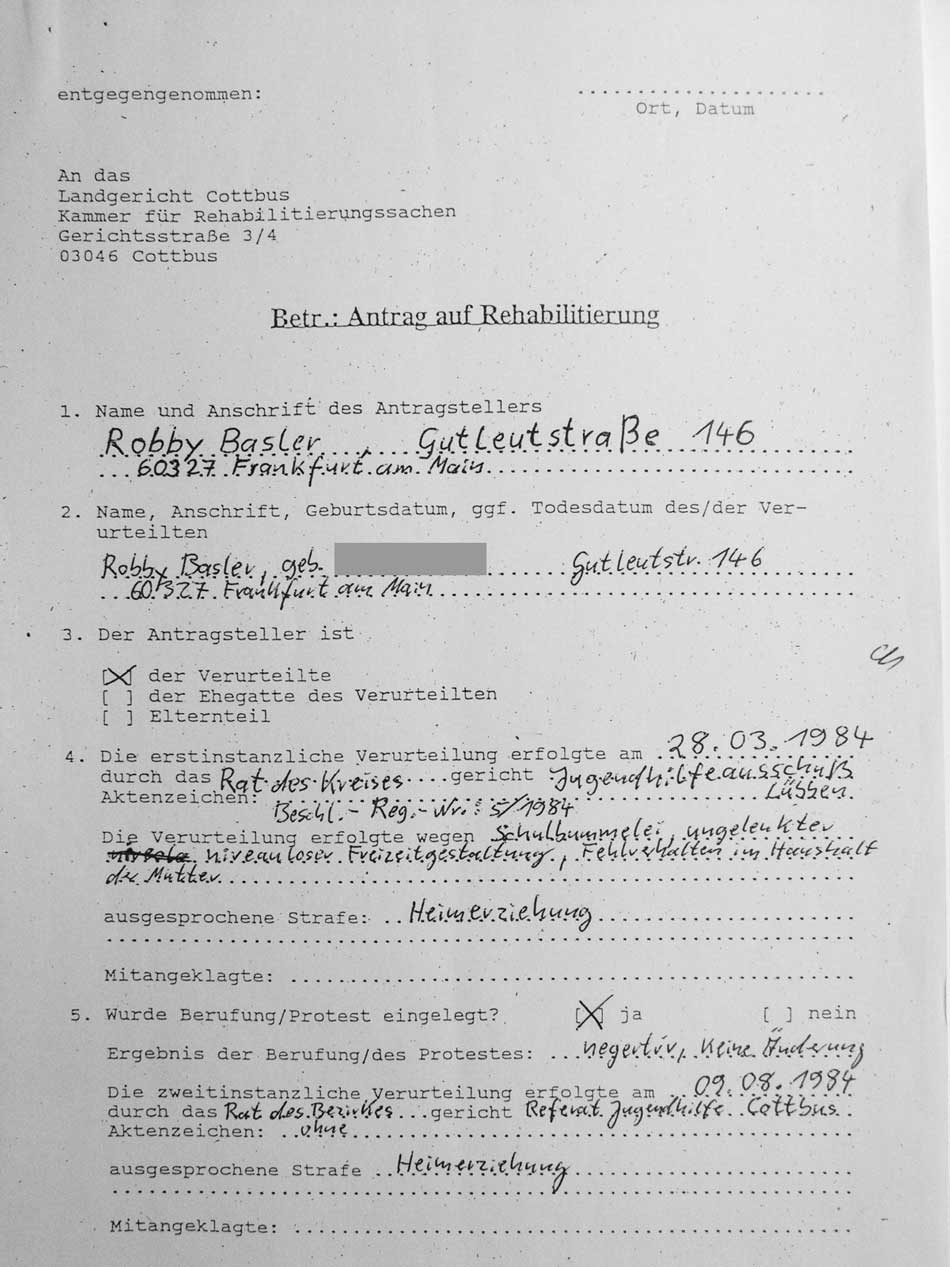 entgegengenommen:
Ort, Datum
An das
Landgericht Cottbus
Kammer für Rehabilitierungssachen
Gerichtsstraße 3/4
03046 Cottbus
Betr.: Antrag auf Rehabilitierung
1. Name und Anschrift des Antragstellers
Robby Basler, Gutleutstraße 146
60327 Frankfurt am Main
2. Name, Anschrift, Geburtsdatum, ggf. Todesdatum des/der Ver-
urteilten
Robby Basler, geb. Gutleutstr. 146
60327 Frankfurt am Main
3. Der Antragsteller ist
[X] der Verurteilte
[ ] der Ehegatte des Verurteilten
[ ] Elternteil
4. Die erstinstanzliche Verurteilung erfolgte am 28.03.1984
durch das Rat des Kreises gericht Jugendhilfeausschuß
Aktenzeichen: Lübben
Beschl.-Reg.-Nr.: 5/1984
Die Verurteilung erfolgte wegen Schulbummelei, ungelenkter
niveauloser Freizeitgestaltung, Fehlverhalten im Haushalt
der Mutter
ausgesprochene Strafe: Heimerziehung
Mitangeklagte:
5. Wurde Berufung/Protest eingelegt? [X] ja [ ] nein
Ergebnis der Berufung/des Protestes: negertiv, keine Änderung
Die zweitinstanzliche Verurteilung erfolgte am 09.08.1984
durch das Rat des Bezirkes gericht Referat Jugendhilfe Cottbus
Aktenzeichen: ohne
ausgesprochene Strafe Heimerziehung
Mitangeklagte: